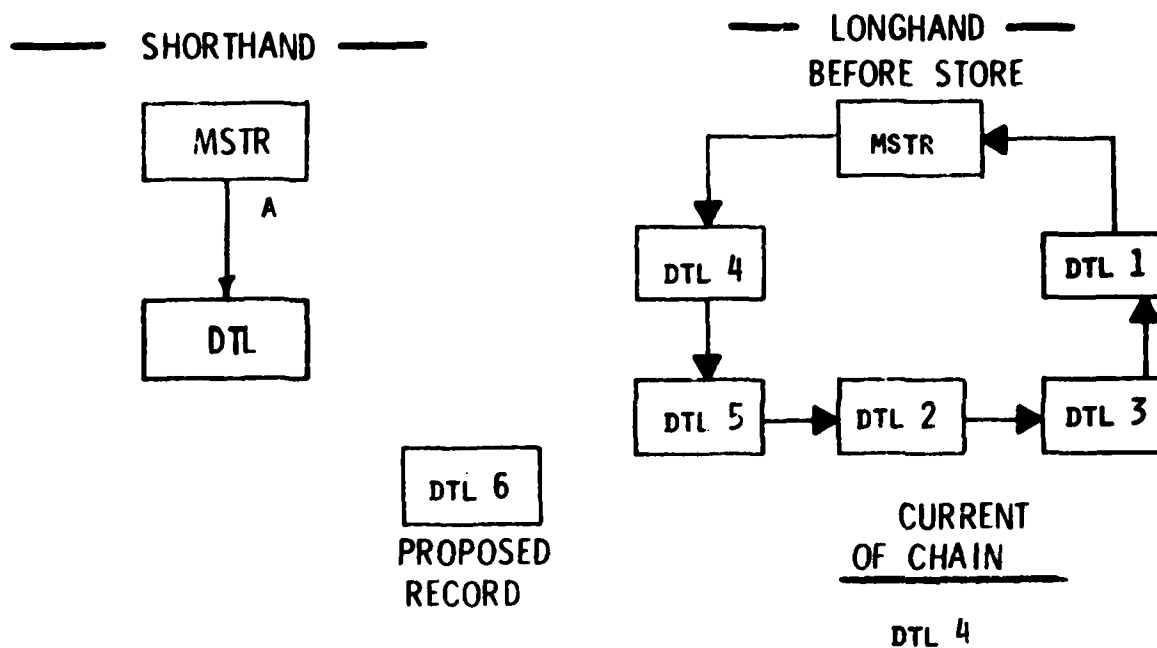 SHORTHAND
MSTR
A
DTL
DTL 6
PROPOSED
RECORD
LONGHAND
BEFORE STORE
MSTR
DTL 4
DTL 1
DTL 5
DTL 2
DTL 3
CURRENT
OF CHAIN
DTL 4